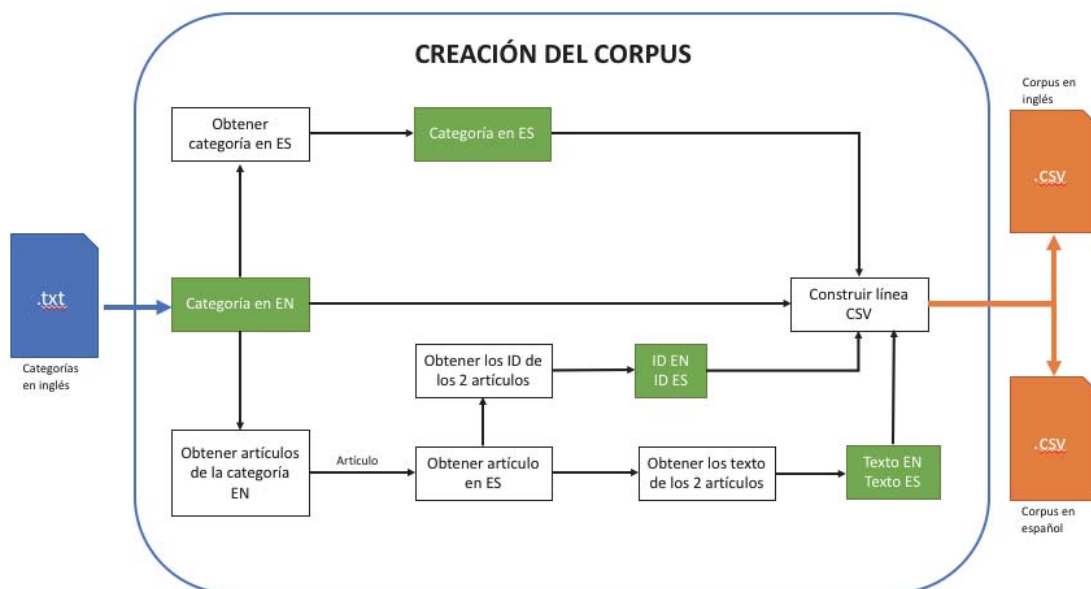 CREACIÓN DEL CORPUS
Corpus en
inglés
.csv
Obtener
categoría en ES
Categoría en ES
.txt
Categorías
en inglés
Categoría en EN
Construir línea
CSV
Obtener los ID de
los 2 artículos
ID EN
ID ES
Obtener artículos
de la categoría
EN
Artículo
Obtener artículo
en ES
Obtener los texto
de los 2 artículos
Texto EN
Texto ES
.csv
Corpus en
español